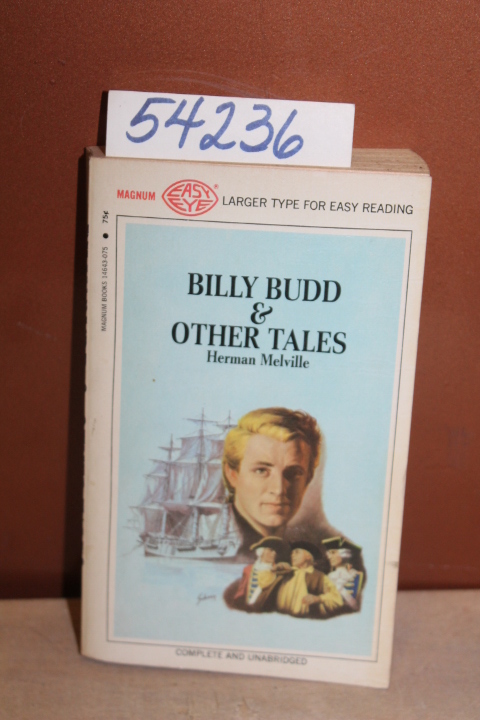 54236
MAGNUM EASY EYE® LARGER TYPE FOR EASY READING
MAGNUM BOOKS 14643-075 • 75¢
BILLY BUDD
&
OTHER TALES
Herman Melville
COMPLETE AND UNABRIDGED